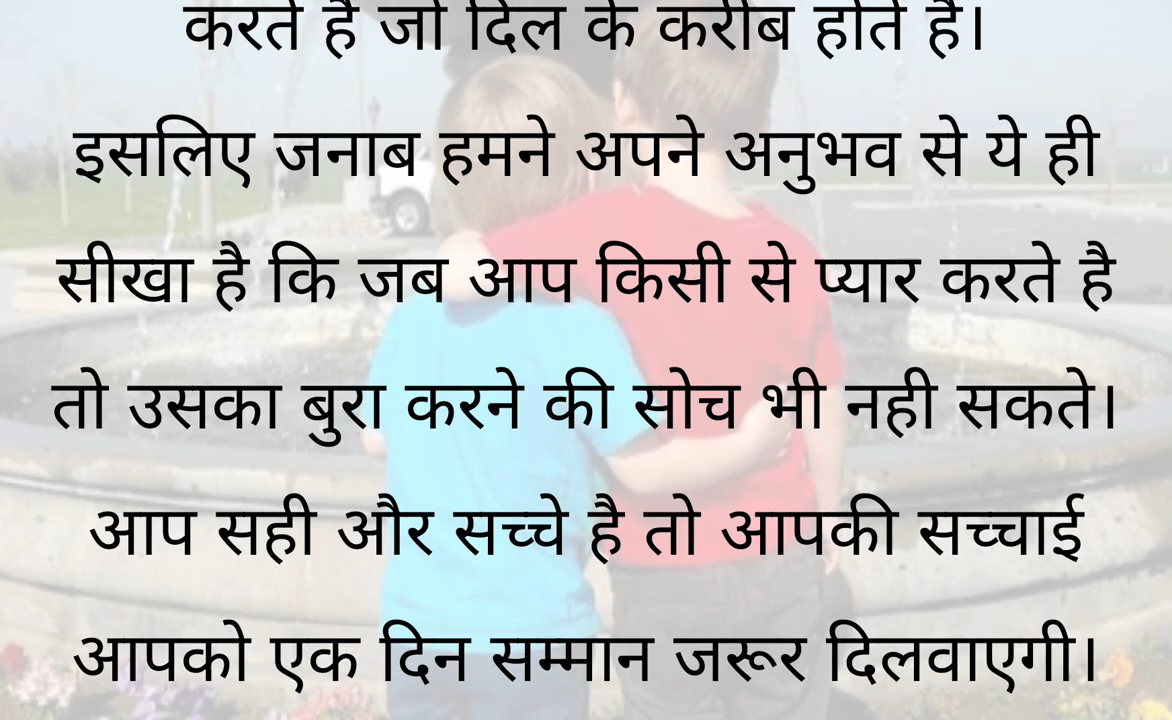 करते है जो दिल के करीब होते है।
इसलिए जनाब हमने अपने अनुभव से ये ही
सीखा है कि जब आप किसी से प्यार करते है
तो उसका बुरा करने की सोच भी नही सकते।
आप सही और सच्चे है तो आपकी सच्चाई
आपको एक दिन सम्मान जरूर दिलवाएगी।